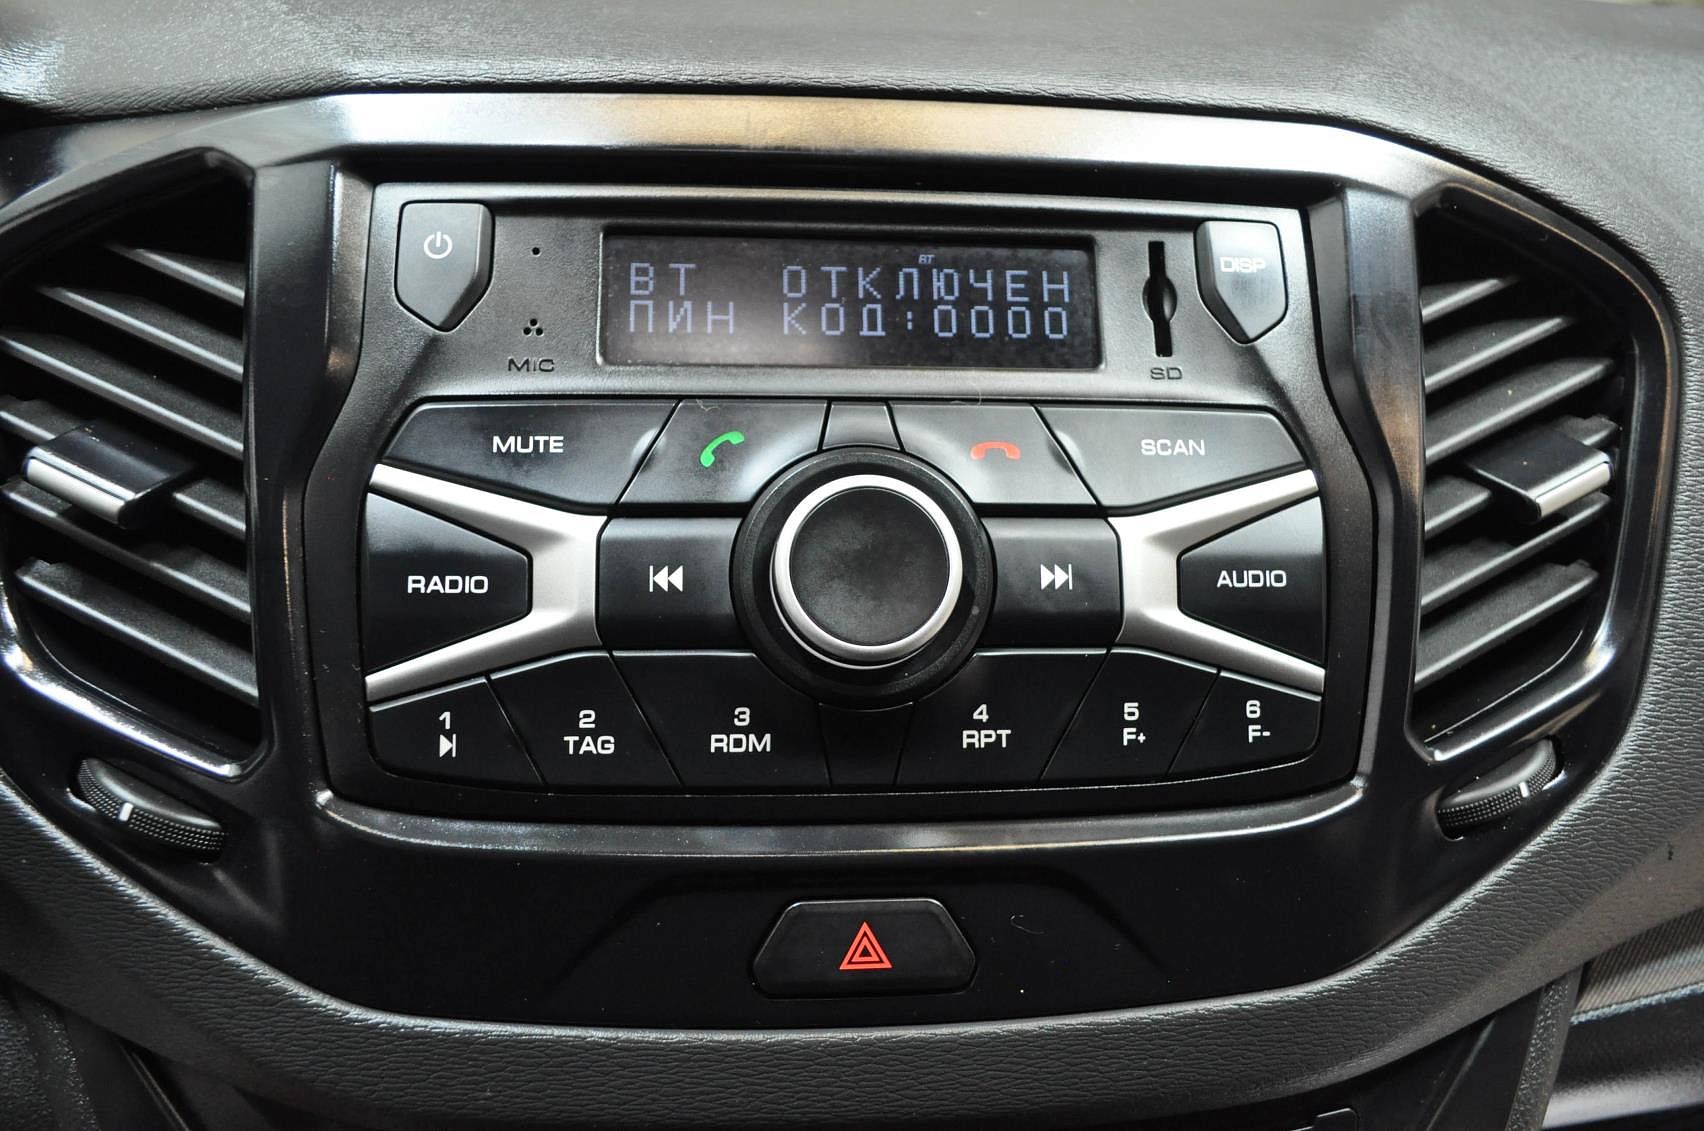 BT
BT ОТКЛЮЧЕН
ПИН КОД:0000
DISP
MIC
SD
MUTE
SCAN
RADIO
AUDIO
1
2
TAG
3
RDM
4
RPT
5
F+
6
F-